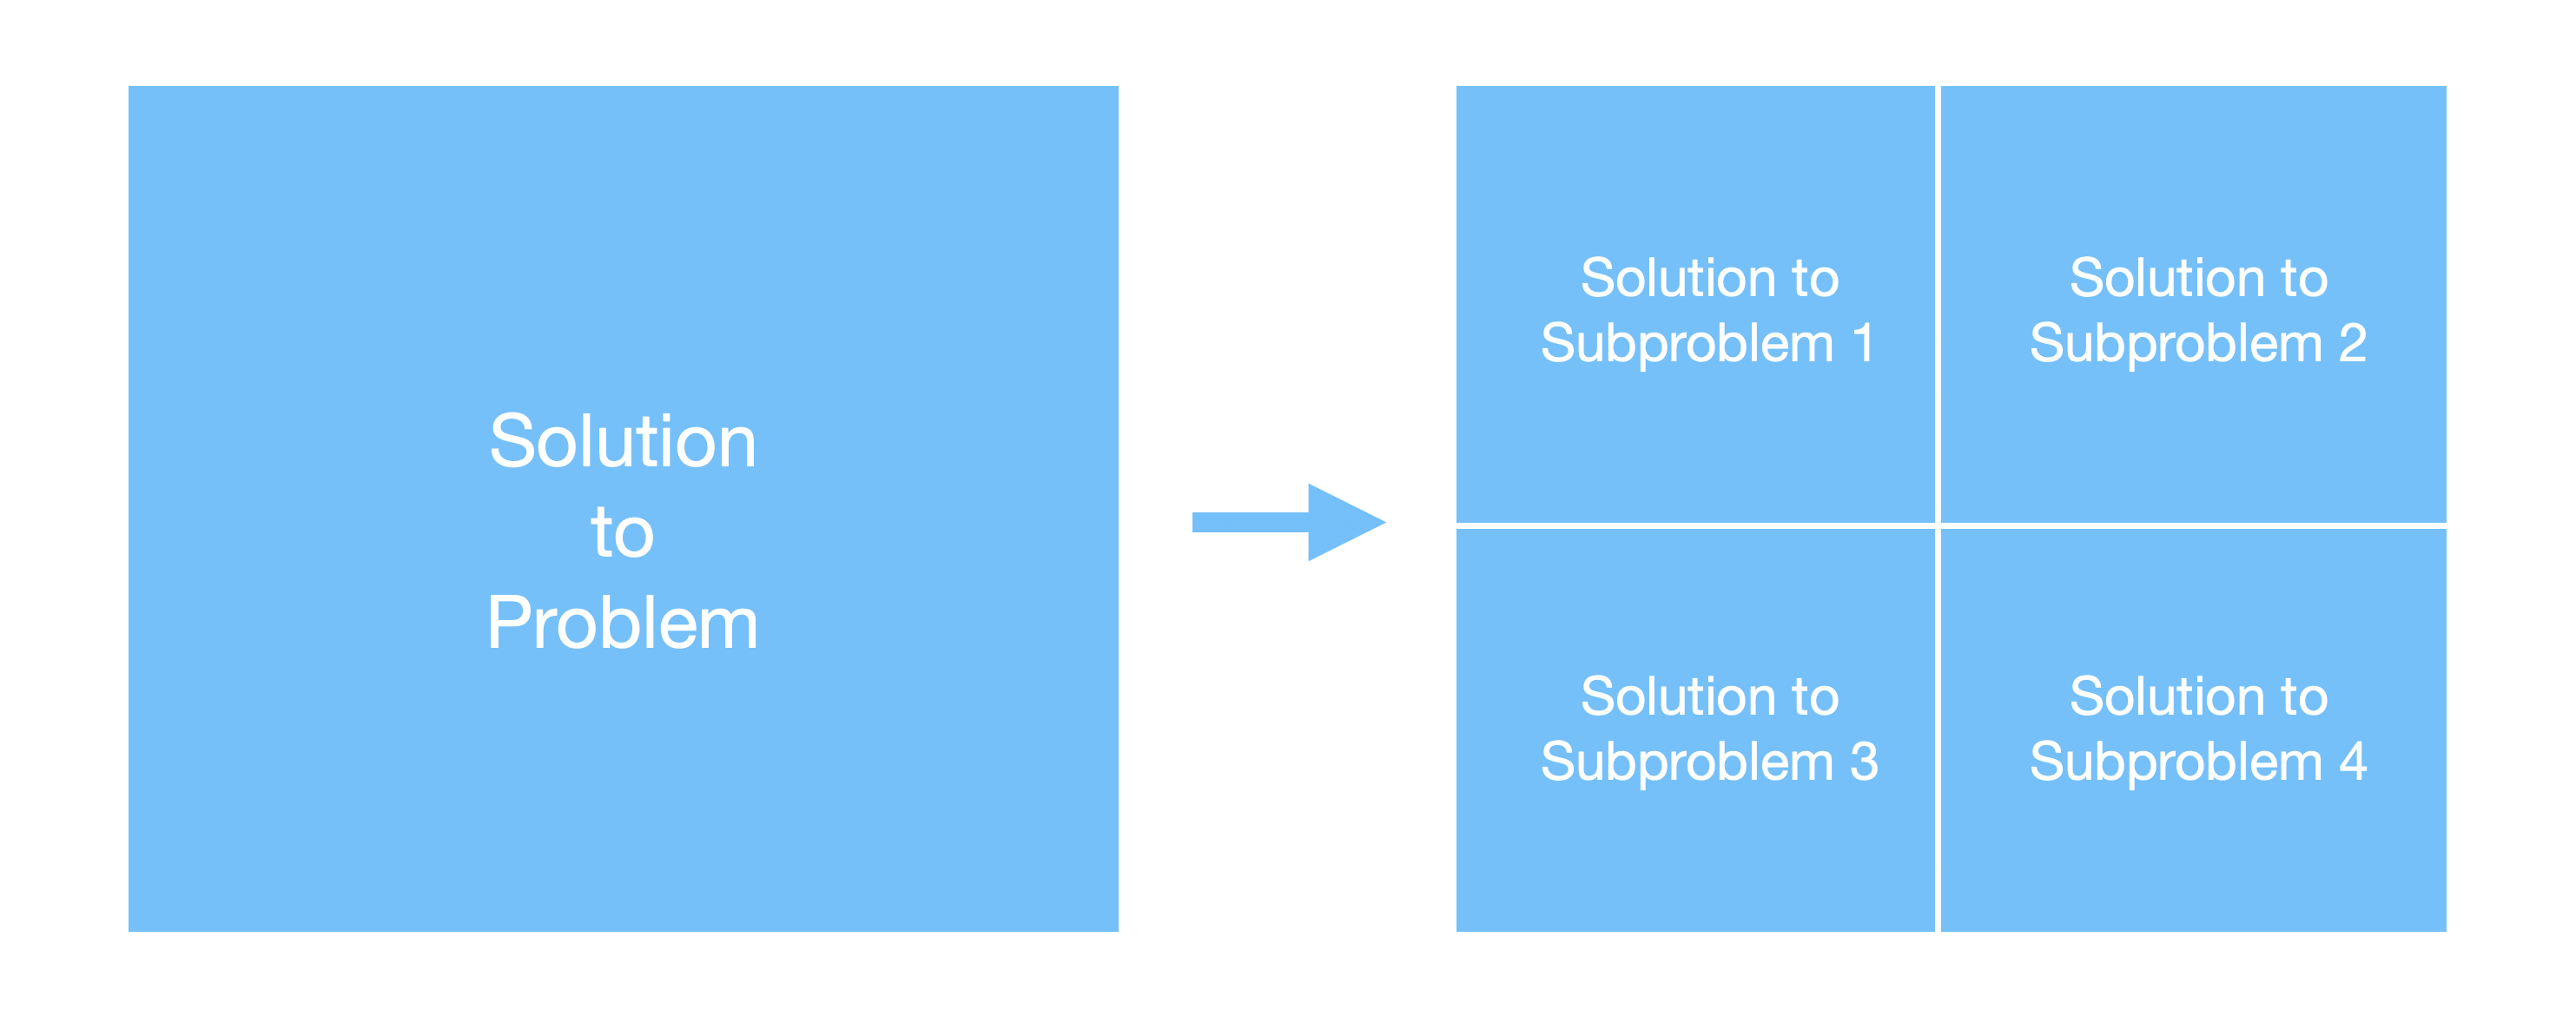 Solution
to
Problem
Solution to
Subproblem 1
Solution to
Subproblem 2
Solution to
Subproblem 3
Solution to
Subproblem 4